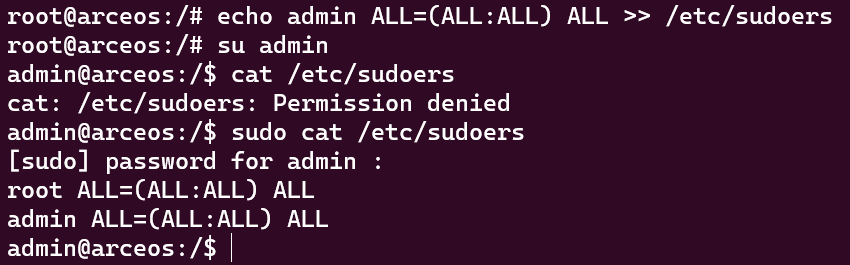 root@arceos:/# echo admin ALL=(ALL:ALL) ALL >> /etc/sudoers
root@arceos:/# su admin
admin@arceos:/$ cat /etc/sudoers
cat: /etc/sudoers: Permission denied
admin@arceos:/$ sudo cat /etc/sudoers
[sudo] password for admin :
root ALL=(ALL:ALL) ALL
admin ALL=(ALL:ALL) ALL
admin@arceos:/$